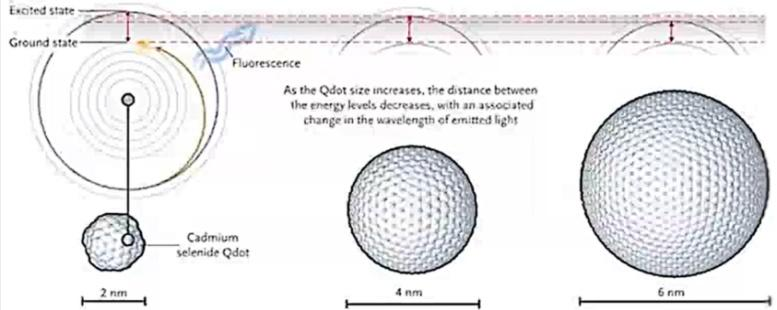 Excited state
Ground state
Fluorescence
As the Qdot size increases, the distance between
the energy levels decreases, with an associated
change in the wavelength of emitted light
Cadmium
selenide Qdot
2 nm
4 nm
6 nm